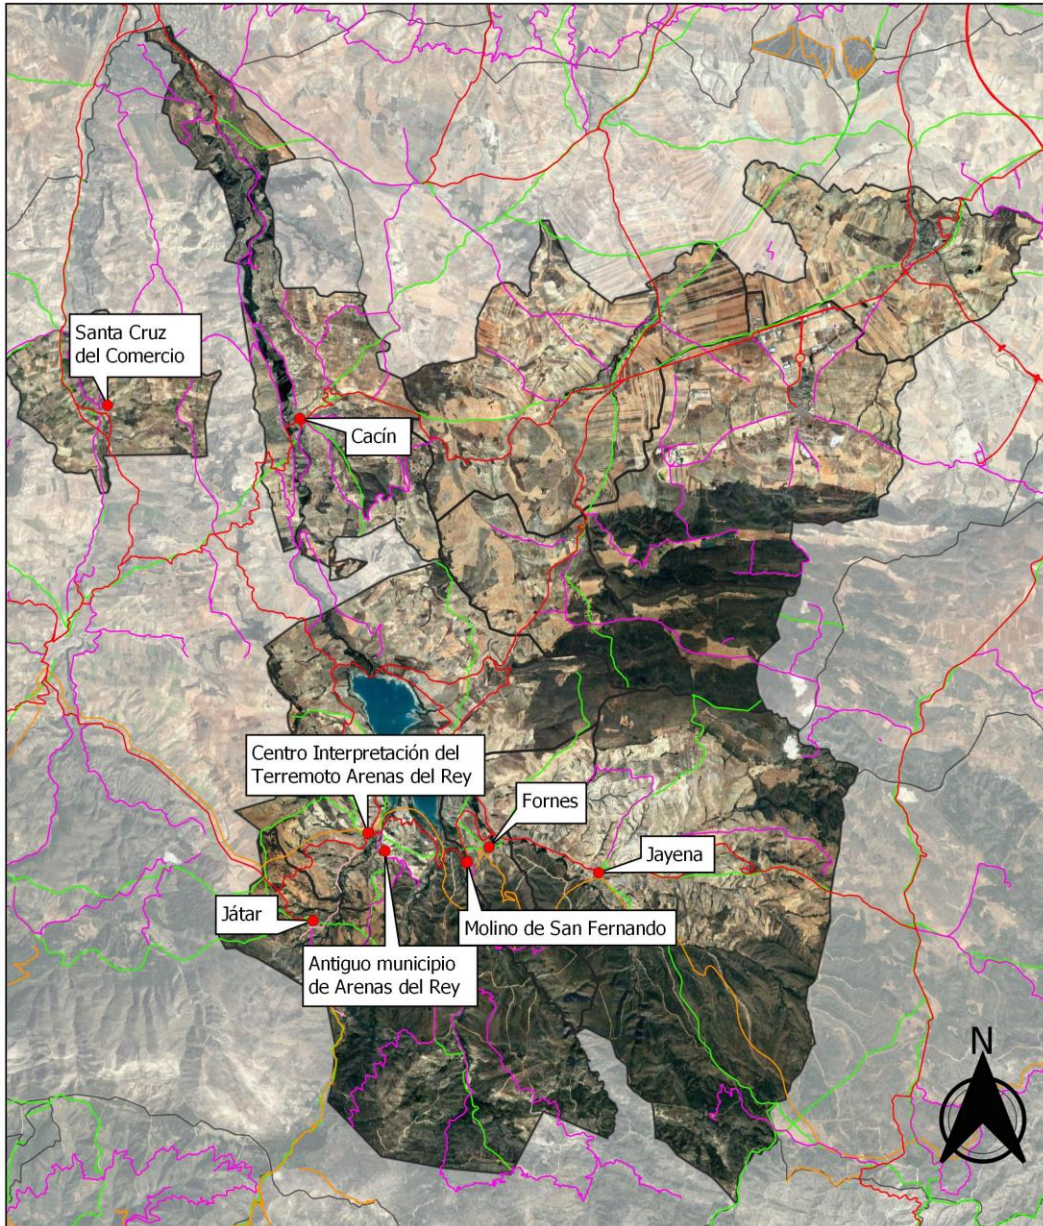 Santa Cruz
del Comercio
Cacín
Centro Interpretación del
Terremoto Arenas del Rey
Fornes
Jayena
Játar
Molino de San Fernando
Antiguo municipio
de Arenas del Rey
N